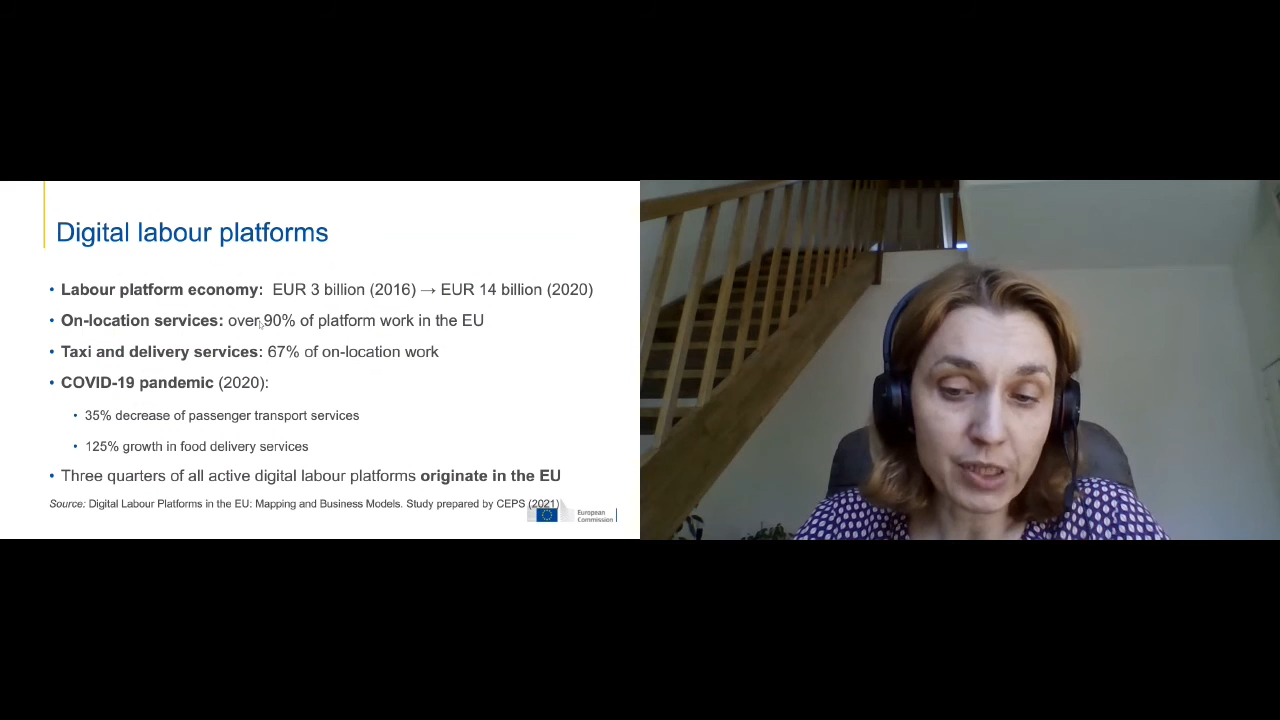 Digital labour platforms
• Labour platform economy: EUR 3 billion (2016) → EUR 14 billion (2020)
• On-location services: over 90% of platform work in the EU
• Taxi and delivery services: 67% of on-location work
• COVID-19 pandemic (2020):
• 35% decrease of passenger transport services
• 125% growth in food delivery services
• Three quarters of all active digital labour platforms originate in the EU
Source: Digital Labour Platforms in the EU: Mapping and Business Models. Study prepared by CEPS (2021)
European
Commission